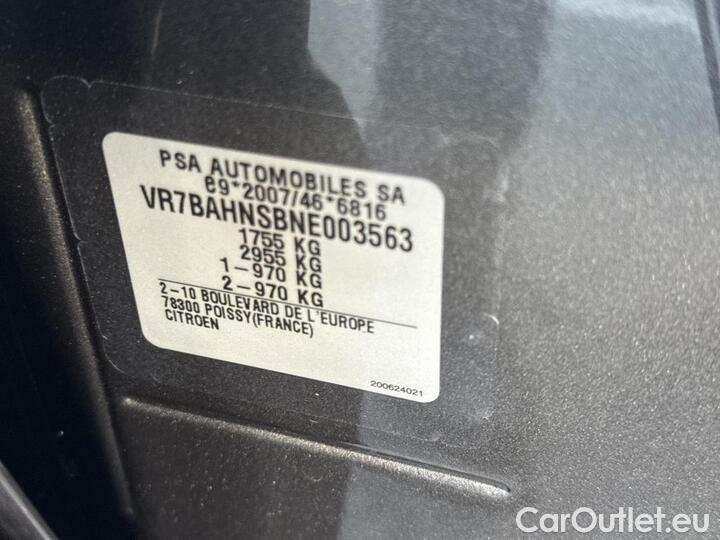 PSA AUTOMOBILES SA
e9*2007/46*6816
VR7BAHNSBNE003563
1755 KG
2955 KG
1-970 KG
2-970 KG
2-10 BOULEVARD DE L'EUROPE
78300 POISSY(FRANCE)
CITROEN
200624021
CarOutlet.eu